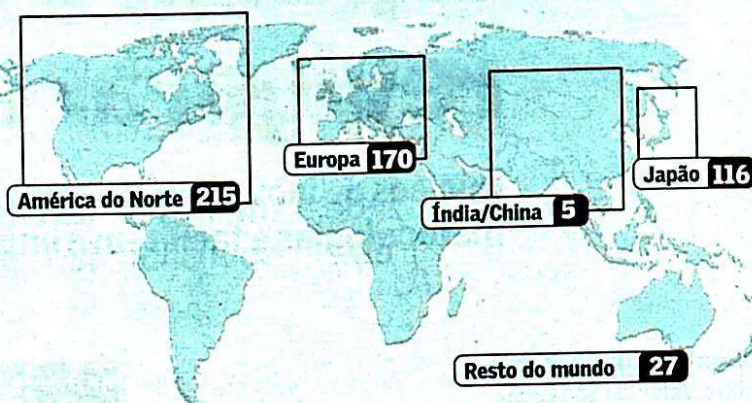 Europa 170
Japão 116
América do Norte 215
Índia/China 5
Resto do mundo 27